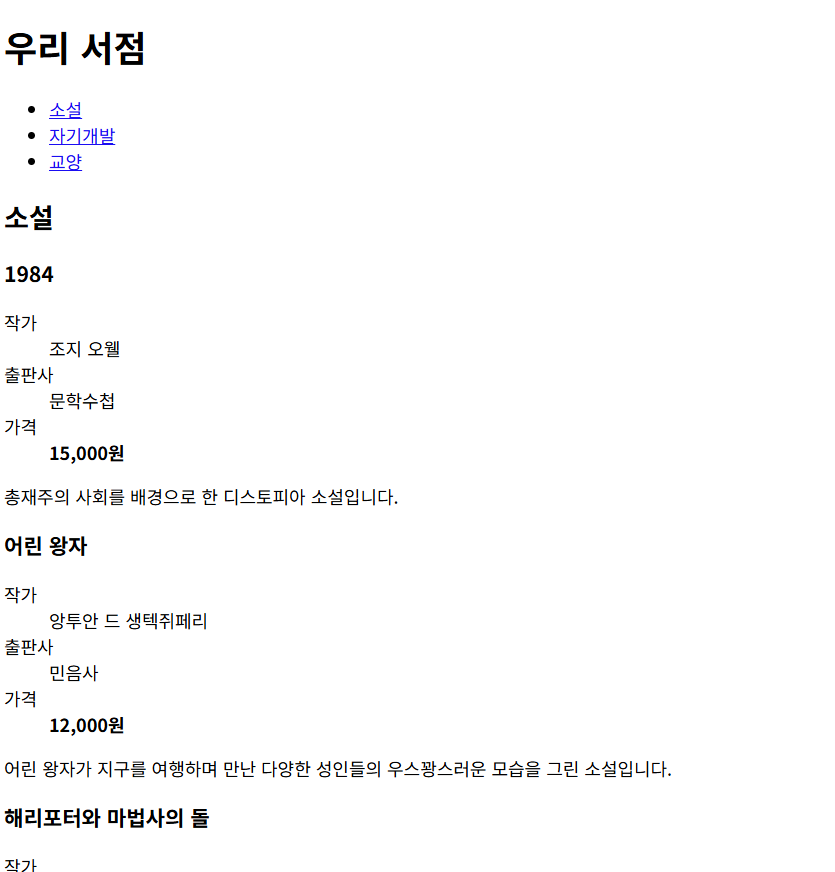 우리 서점
소설
자기개발
교양
소설
1984
작가
조지 오웰
출판사
문학수첩
가격
15,000원
총재주의 사회를 배경으로 한 디스토피아 소설입니다.
어린 왕자
작가
앙투안 드 생텍쥐페리
출판사
민음사
가격
12,000원
어린 왕자가 지구를 여행하며 만난 다양한 성인들의 우스꽝스러운 모습을 그린 소설입니다.
해리포터와 마법사의 돌
작가